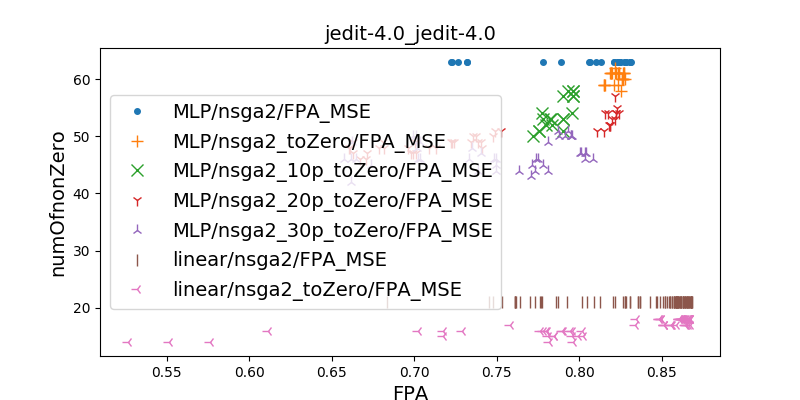 jedit-4.0_jedit-4.0
numOfnonZero
60
50
40
30
20
MLP/nsga2/FPA_MSE
MLP/nsga2_toZero/FPA_MSE
MLP/nsga2_10p_toZero/FPA_MSE
MLP/nsga2_20p_toZero/FPA_MSE
MLP/nsga2_30p_toZero/FPA_MSE
linear/nsga2/FPA_MSE
linear/nsga2_toZero/FPA_MSE
0.55 0.60 0.65 0.70 0.75 0.80 0.85
FPA